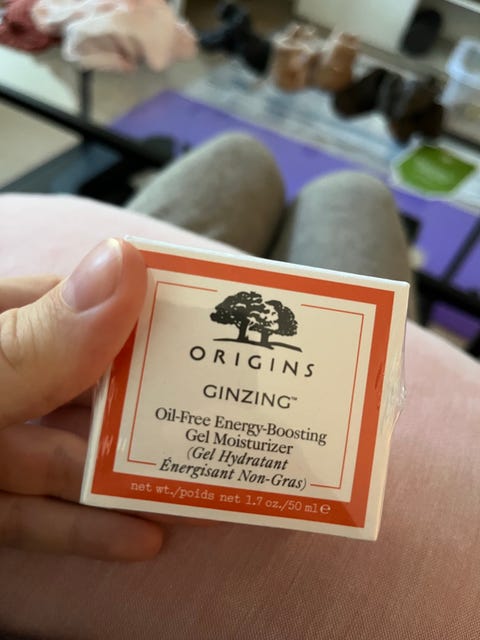 ORIGINS
GINZING™
Oil-Free Energy-Boosting
Gel Moisturizer
(Gel Hydratant
Énergisant Non-Gras)
net wt./poids net 1.7 oz./50 ml e